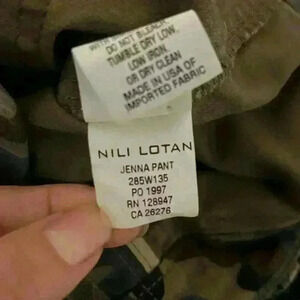 DO NOT BLEACH.
TUMBLE DRY LOW.
LOW IRON.
OR DRY CLEAN
MADE IN USA OF
IMPORTED FABRIC
NILI LOTAN
JENNA PANT
285W135
PO 1997
RN 128947
CA 26276